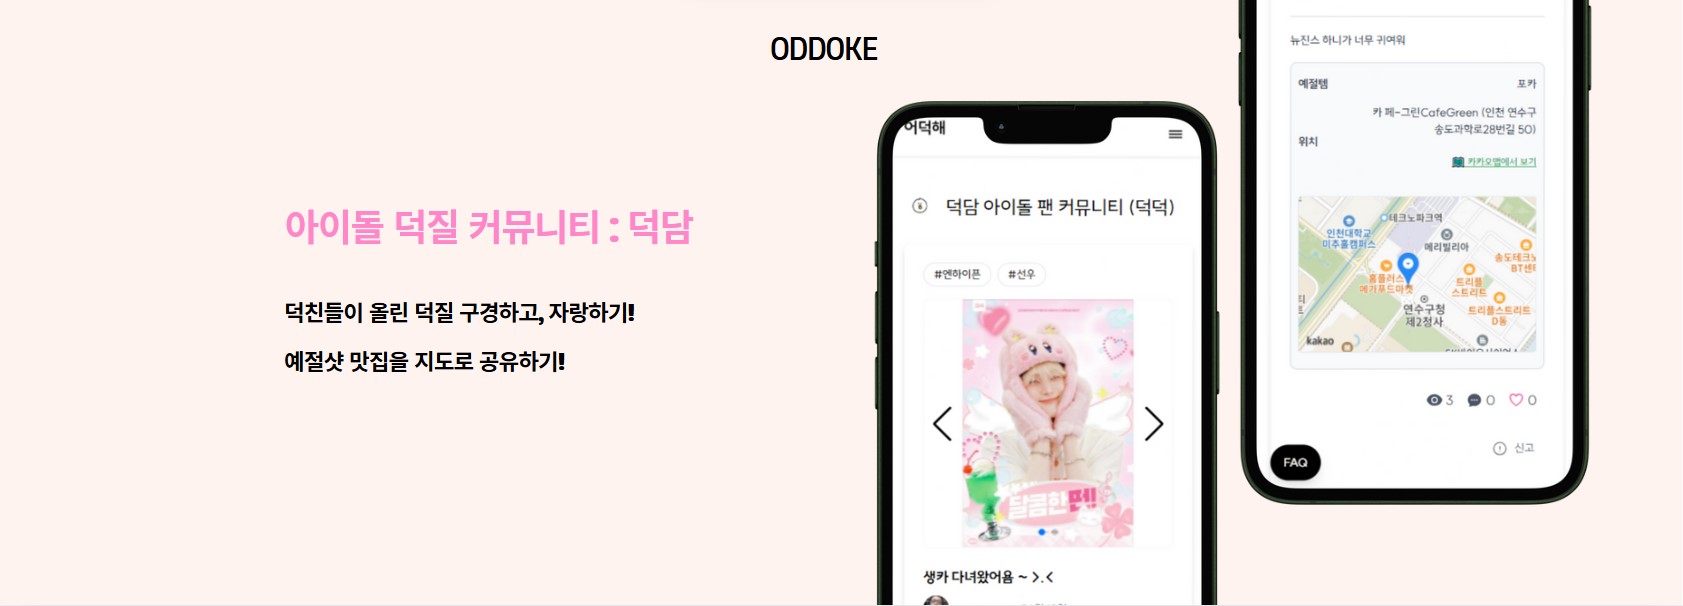 ODDOKE
아이돌 덕질 커뮤니티 : 덕담
덕친들이 올린 덕질 구경하고, 자랑하기!
예절샷 맛집을 지도로 공유하기!
어덕해
덕담 아이돌 팬 커뮤니티 (덕덕)
#엔하이픈 #선우
달콤한펫!
생카 다녀왔어욤 ~ >.<
뉴진스 하니가 너무 귀여워
예절템 포카
카페-그린CafeGreen (인천 연수구
송도과학로28번길 50)
위치
카카오맵에서 보기
테크노파크역
인천대학교
미추홀캠퍼스
메리빌리아
송도테크노
BT센터
홈플러스
메가푸드마켓
트리플
스트리트
연수구청
제2청사
트리플스트리트
D동
kakao
3 0 0
신고
FAQ